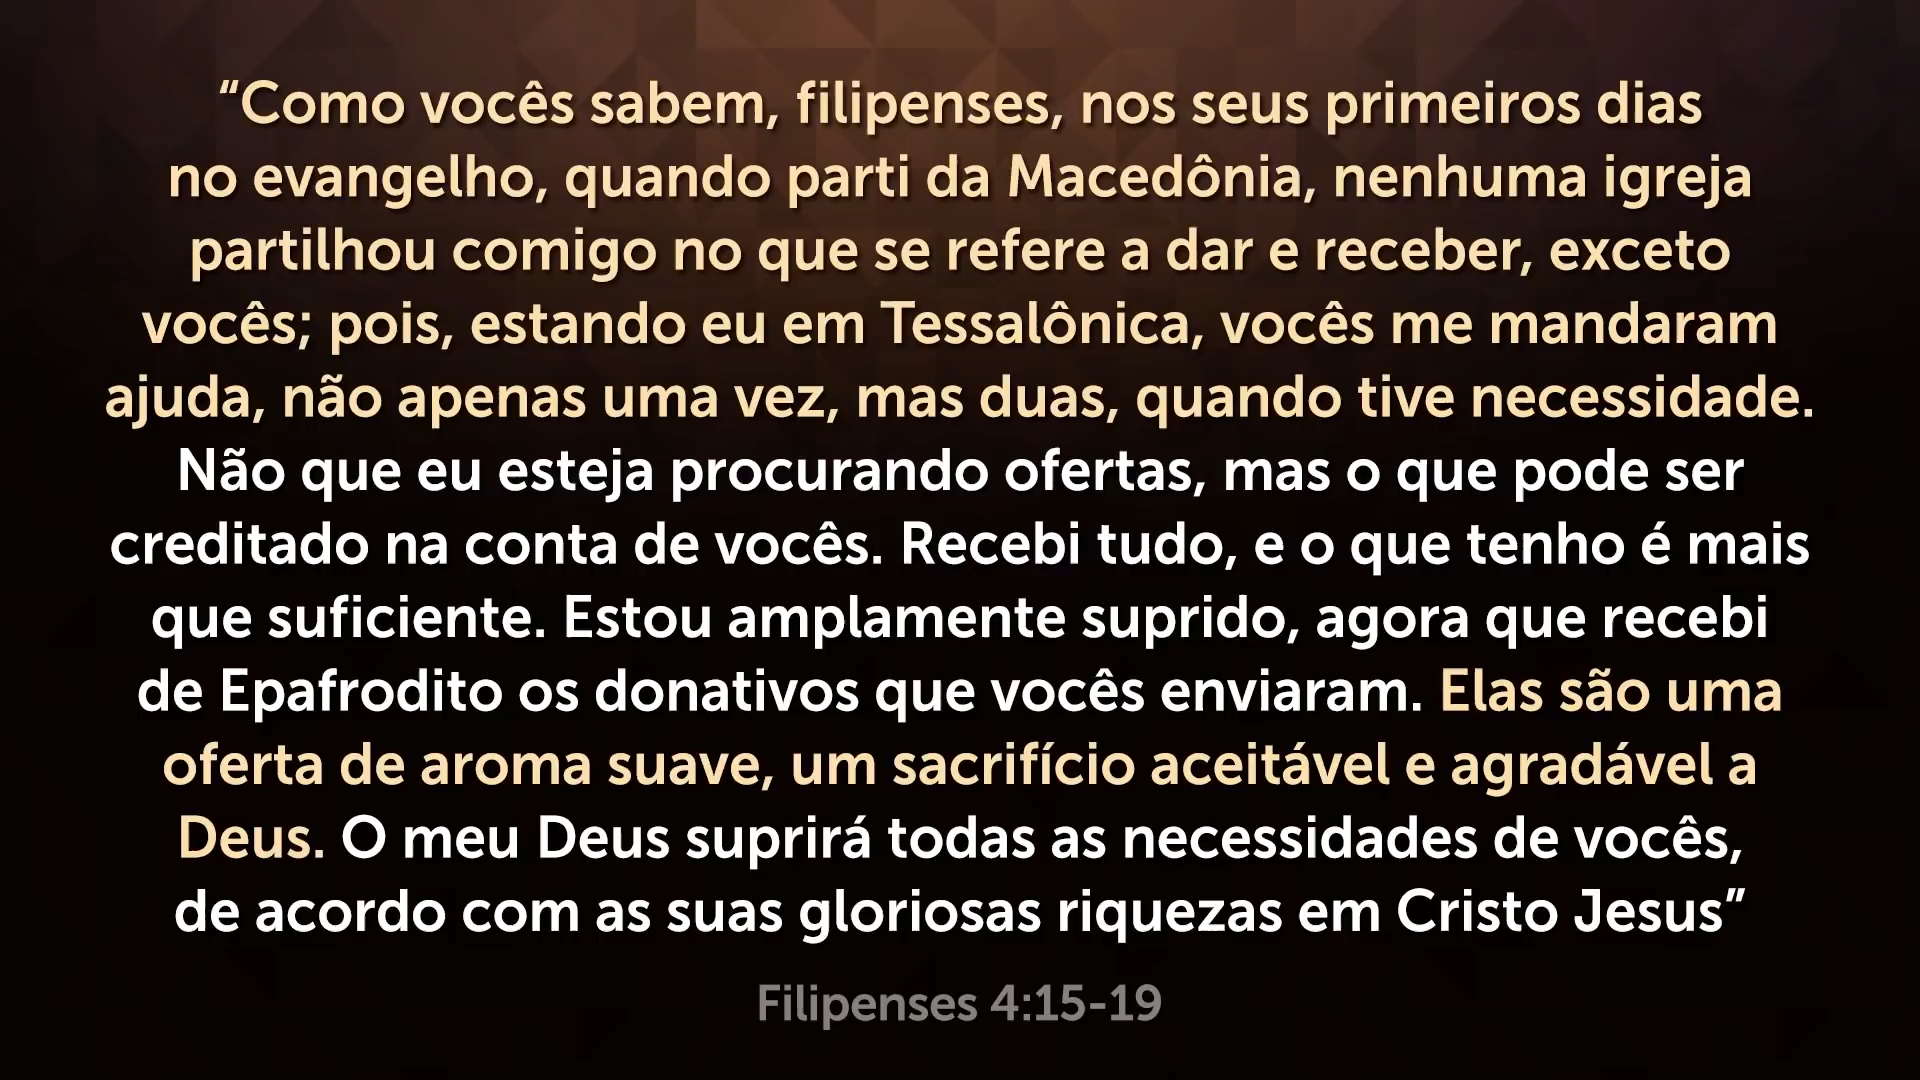 “Como vocês sabem, filipenses, nos seus primeiros dias
no evangelho, quando parti da Macedônia, nenhuma igreja
partilhou comigo no que se refere a dar e receber, exceto
vocês; pois, estando eu em Tessalônica, vocês me mandaram
ajuda, não apenas uma vez, mas duas, quando tive necessidade.
Não que eu esteja procurando ofertas, mas o que pode ser
creditado na conta de vocês. Recebi tudo, e o que tenho é mais
que suficiente. Estou amplamente suprido, agora que recebi
de Epafrodito os donativos que vocês enviaram. Elas são uma
oferta de aroma suave, um sacrifício aceitável e agradável a
Deus. O meu Deus suprirá todas as necessidades de vocês,
de acordo com as suas gloriosas riquezas em Cristo Jesus”
Filipenses 4:15-19